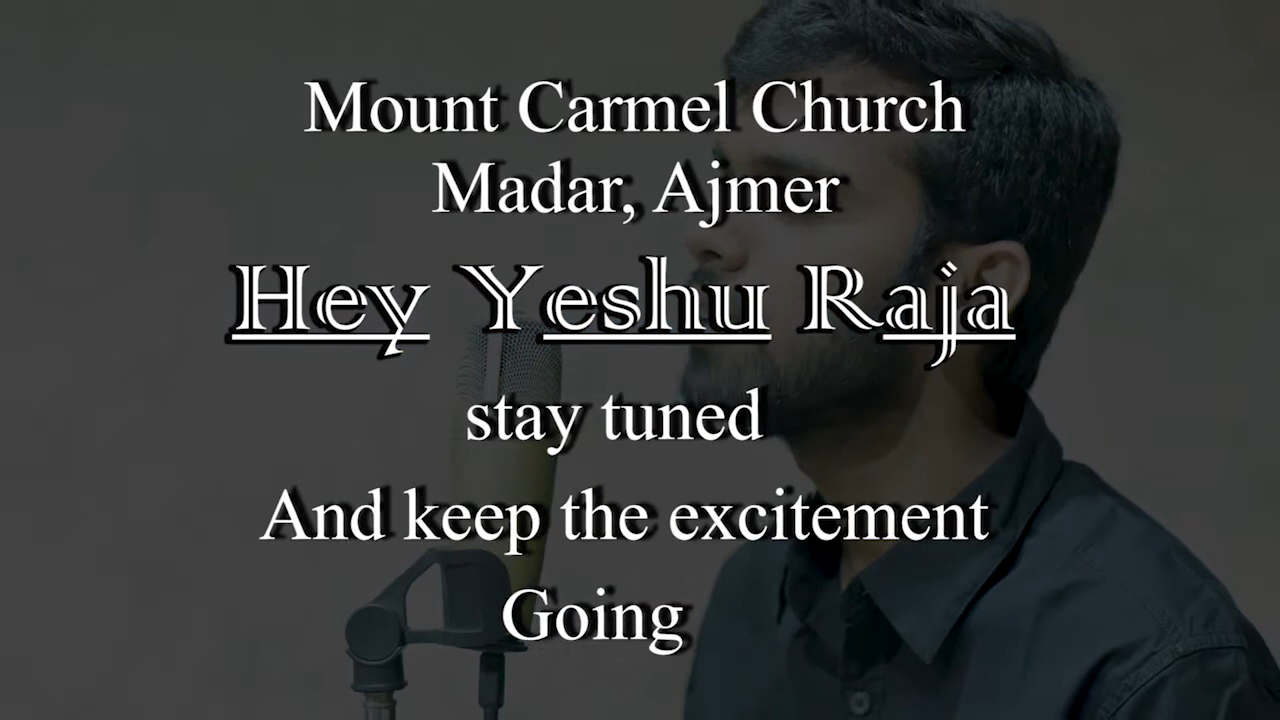 Mount Carmel Church
Madar, Ajmer
Hey Yeshu Raja
stay tuned
And keep the excitement
Going